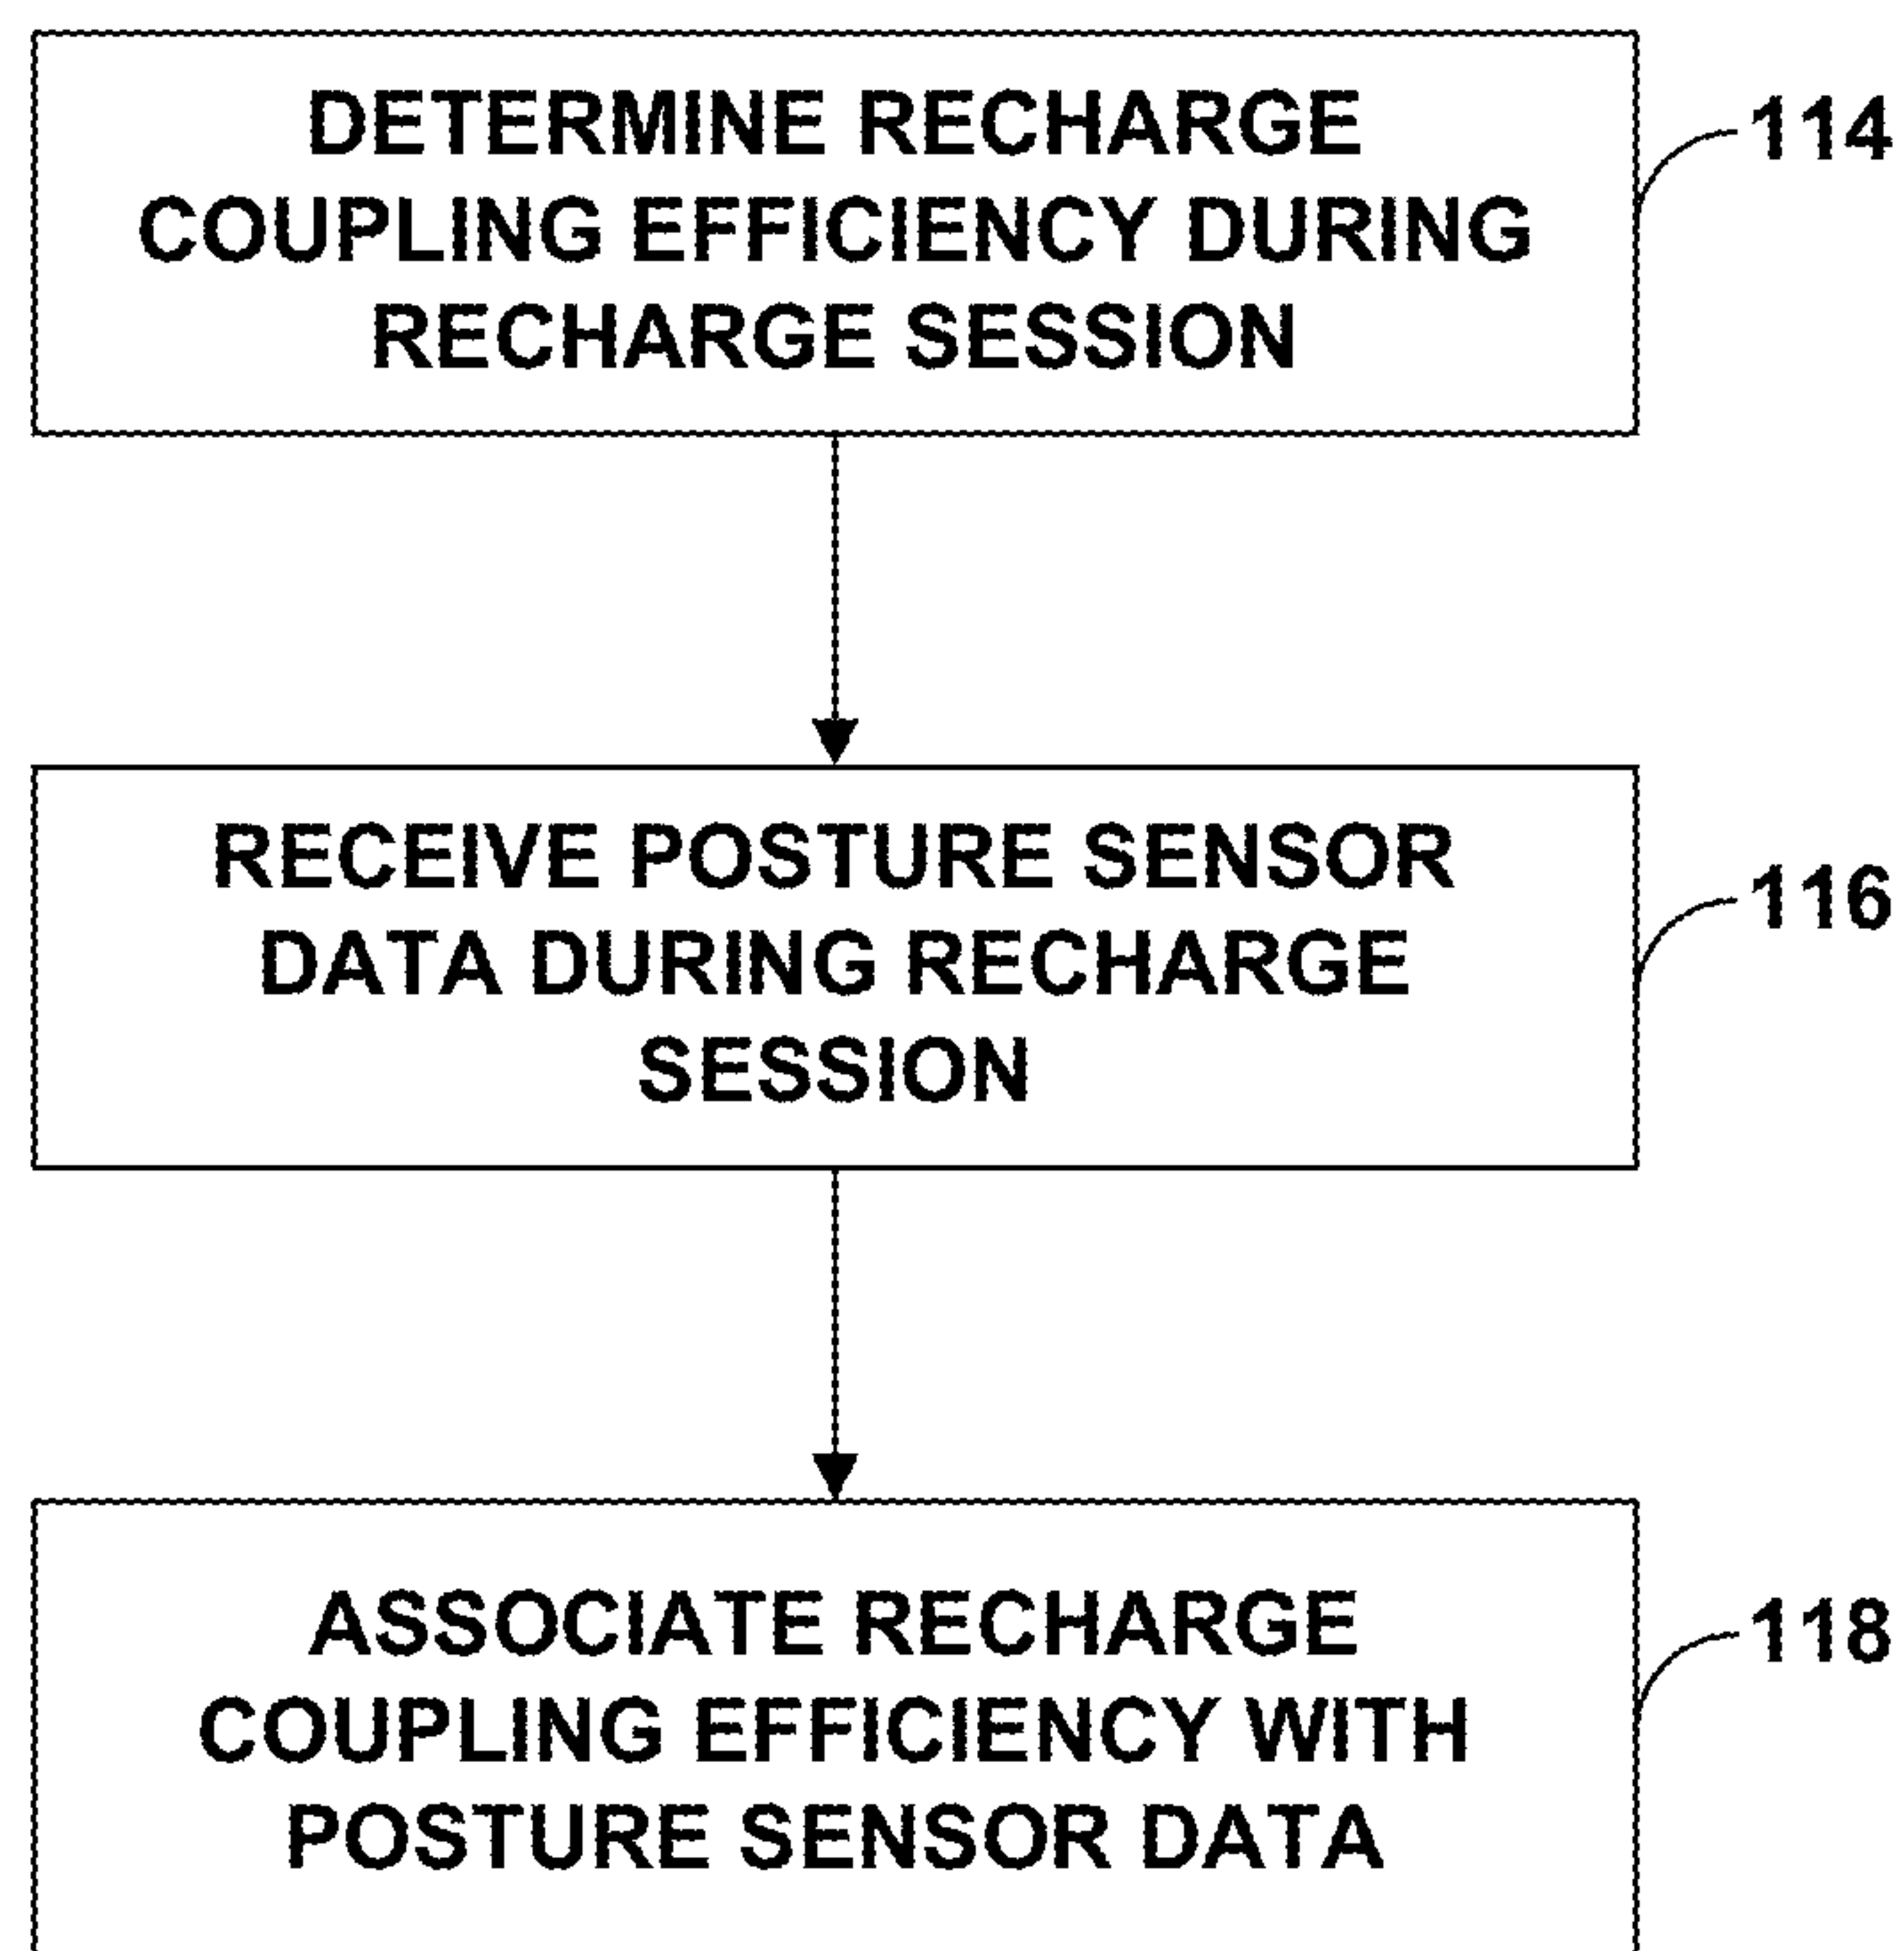 DETERMINE RECHARGE
COUPLING EFFICIENCY DURING
RECHARGE SESSION
114
RECEIVE POSTURE SENSOR
DATA DURING RECHARGE
SESSION
116
ASSOCIATE RECHARGE
COUPLING EFFICIENCY WITH
POSTURE SENSOR DATA
118